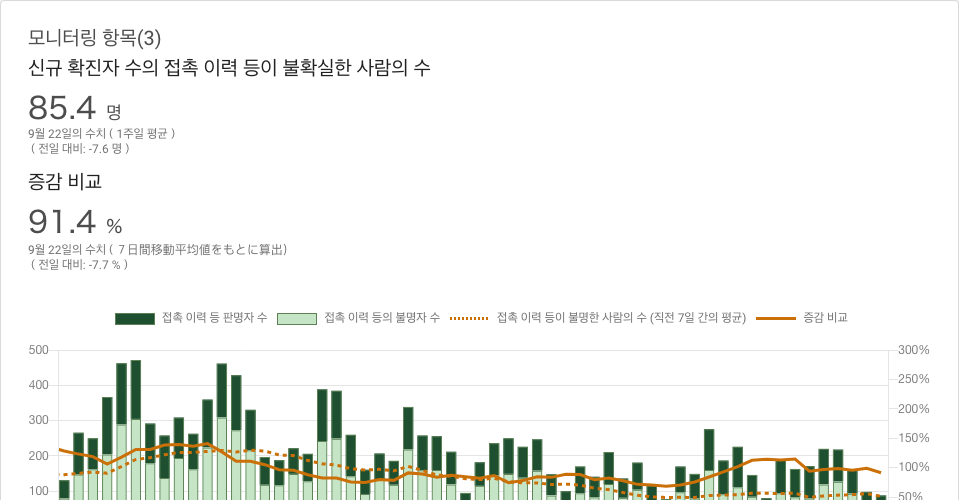 모니터링 항목(3)
신규 확진자 수의 접촉 이력 등이 불확실한 사람의 수
85.4 명
9월 22일의 수치 ( 1주일 평균 )
( 전일 대비: -7.6 명 )
증감 비교
91.4 %
9월 22일의 수치 ( 7日間移動平均値をもとに算出)
( 전일 대비: -7.7 % )
접촉 이력 등 판명자 수 접촉 이력 등의 불명자 수 접촉 이력 등이 불명한 사람의 수 (직전 7일 간의 평균) 증감 비교
500 300%
250%
400
200%
300
150%
200
100%
100
50%